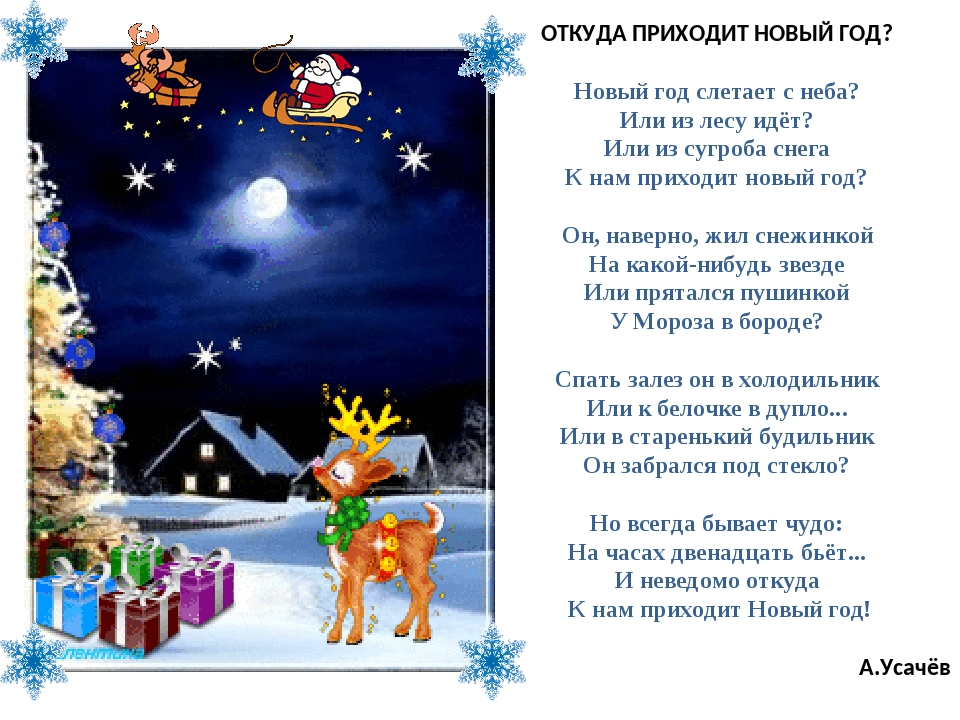 ОТКУДА ПРИХОДИТ НОВЫЙ ГОД?
Новый год слетает с неба?
Или из лесу идёт?
Или из сугроба снега
К нам приходит новый год?
Он, наверно, жил снежинкой
На какой-нибудь звезде
Или прятался пушинкой
У Мороза в бороде?
Спать залез он в холодильник
Или к белочке в дупло...
Или в старенький будильник
Он забрался под стекло?
Но всегда бывает чудо:
На часах двенадцать бьёт...
И неведомо откуда
К нам приходит Новый год!
А.Усачёв